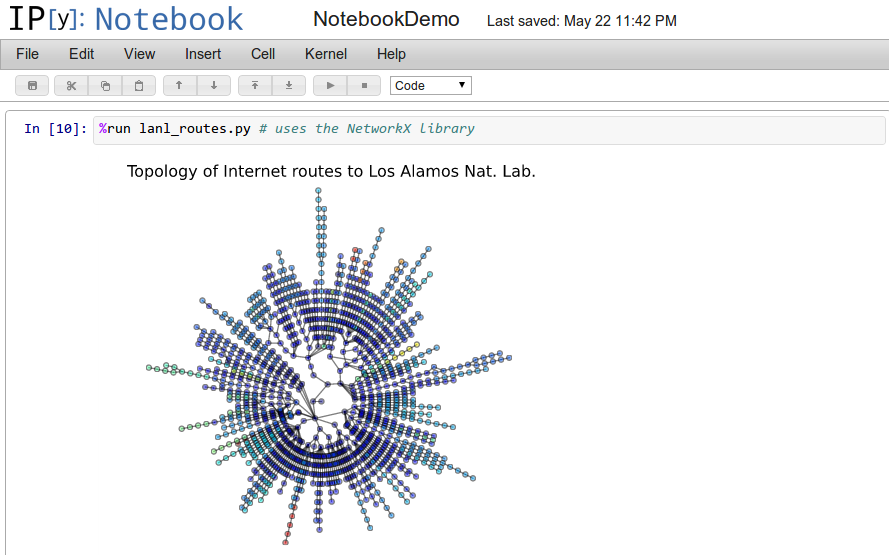 IP[y]: Notebook NotebookDemo Last saved: May 22 11:42 PM
File Edit View Insert Cell Kernel Help
Code
In [10]: %run lanl_routes.py # uses the NetworkX library
Topology of Internet routes to Los Alamos Nat. Lab.